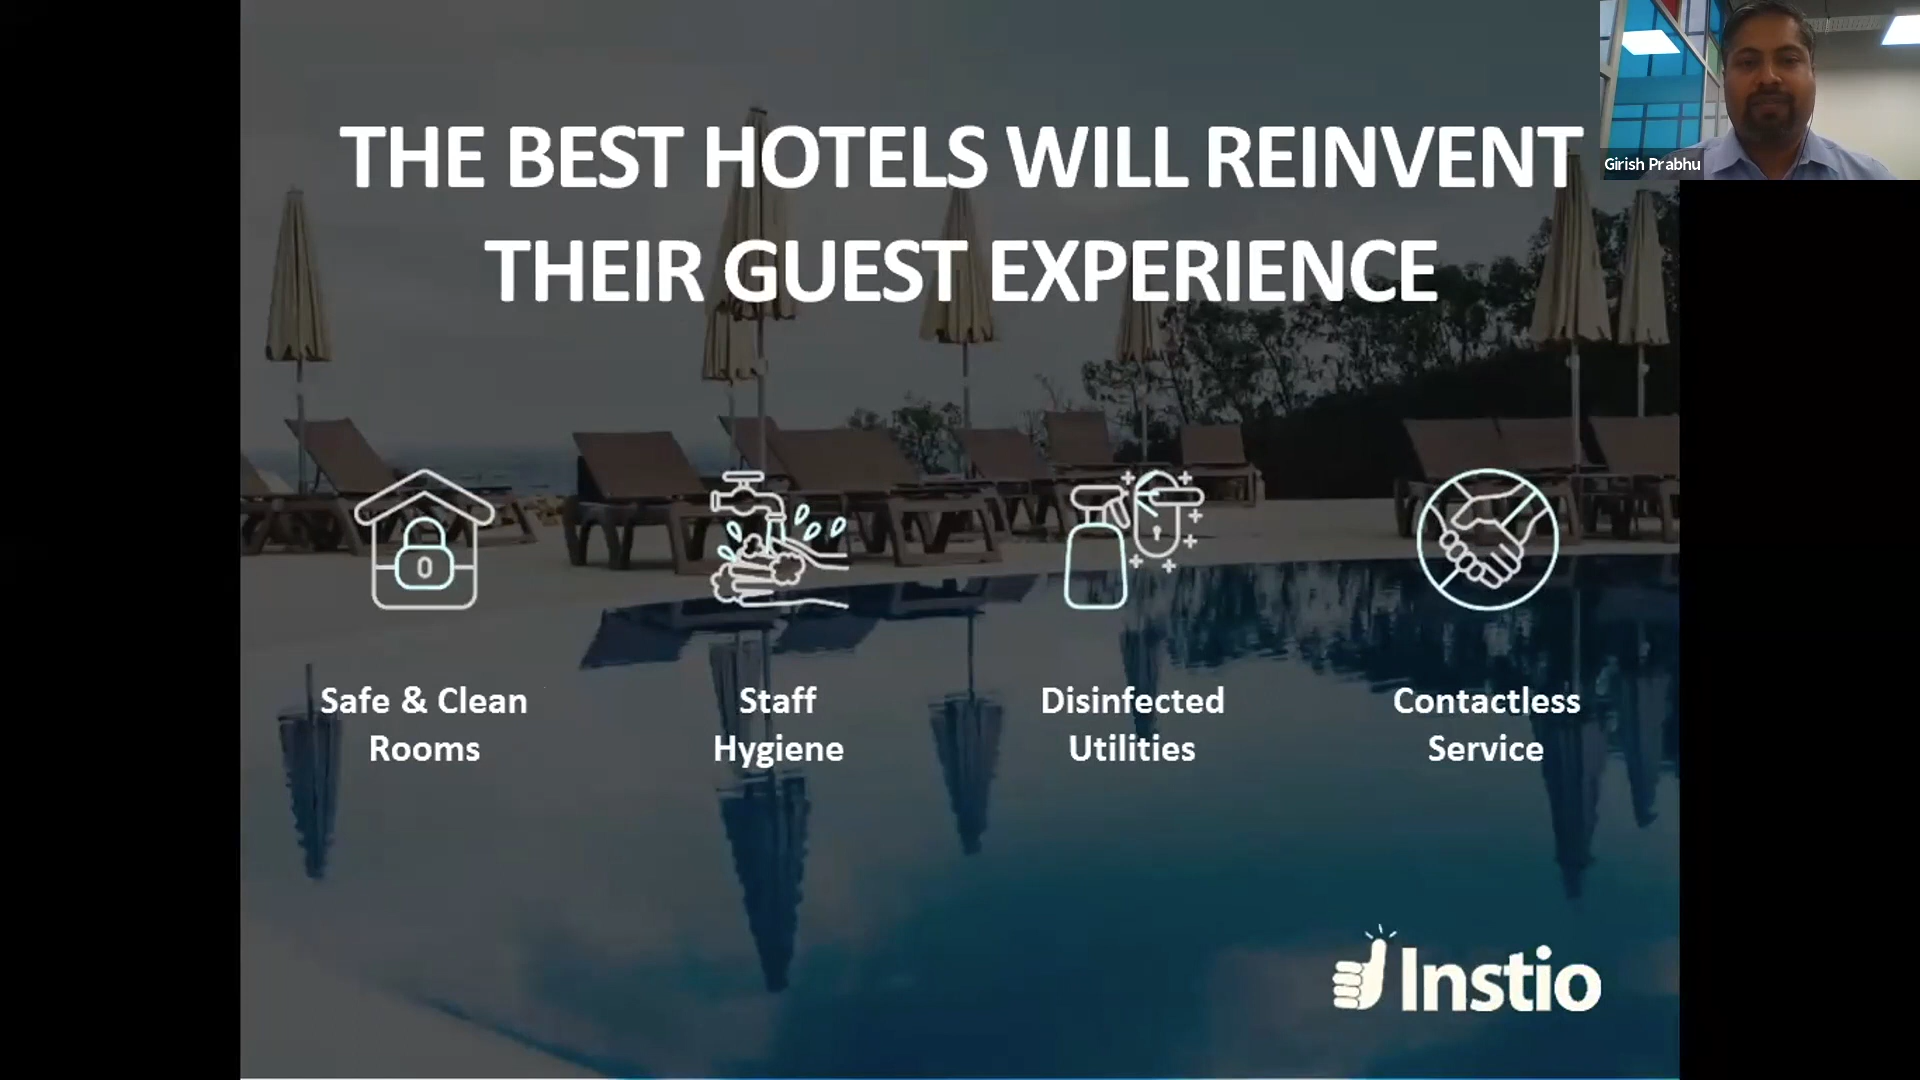 THE BEST HOTELS WILL REINVENT
THEIR GUEST EXPERIENCE
Girish Prabhu
Safe & Clean
Rooms
Staff
Hygiene
Disinfected
Utilities
Contactless
Service
Instio